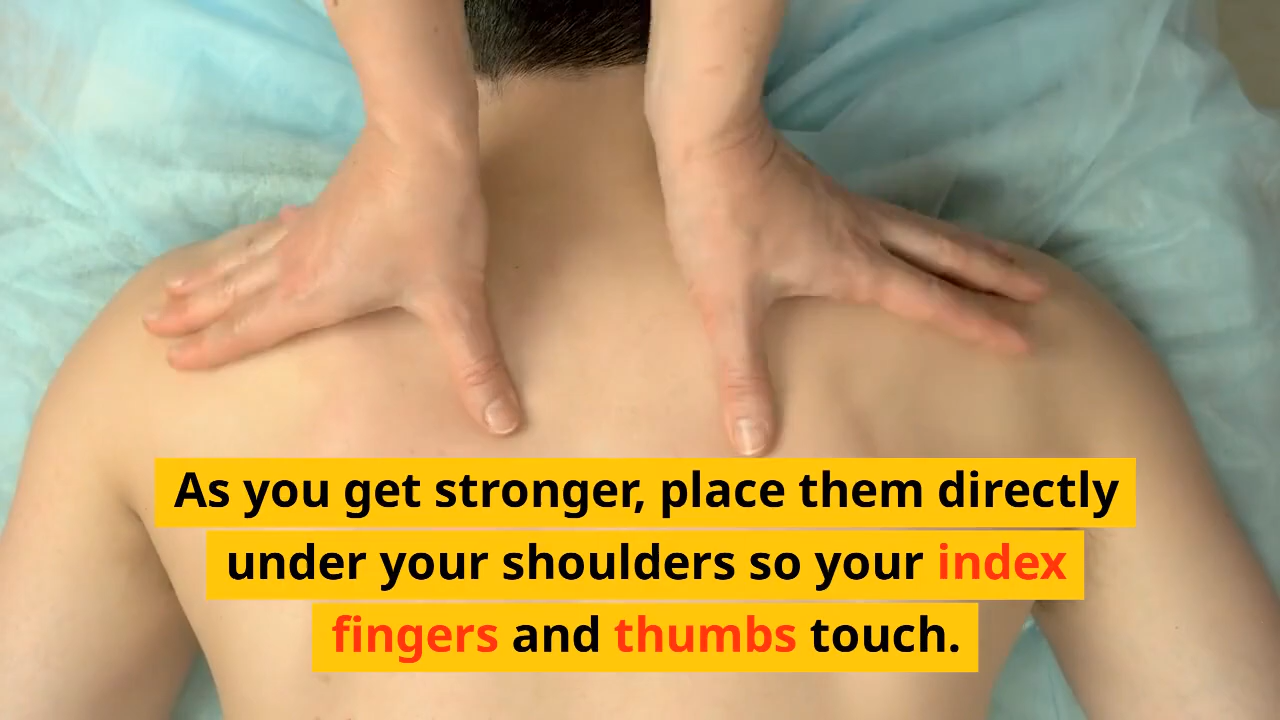 As you get stronger, place them directly
under your shoulders so your index
fingers and thumbs touch.